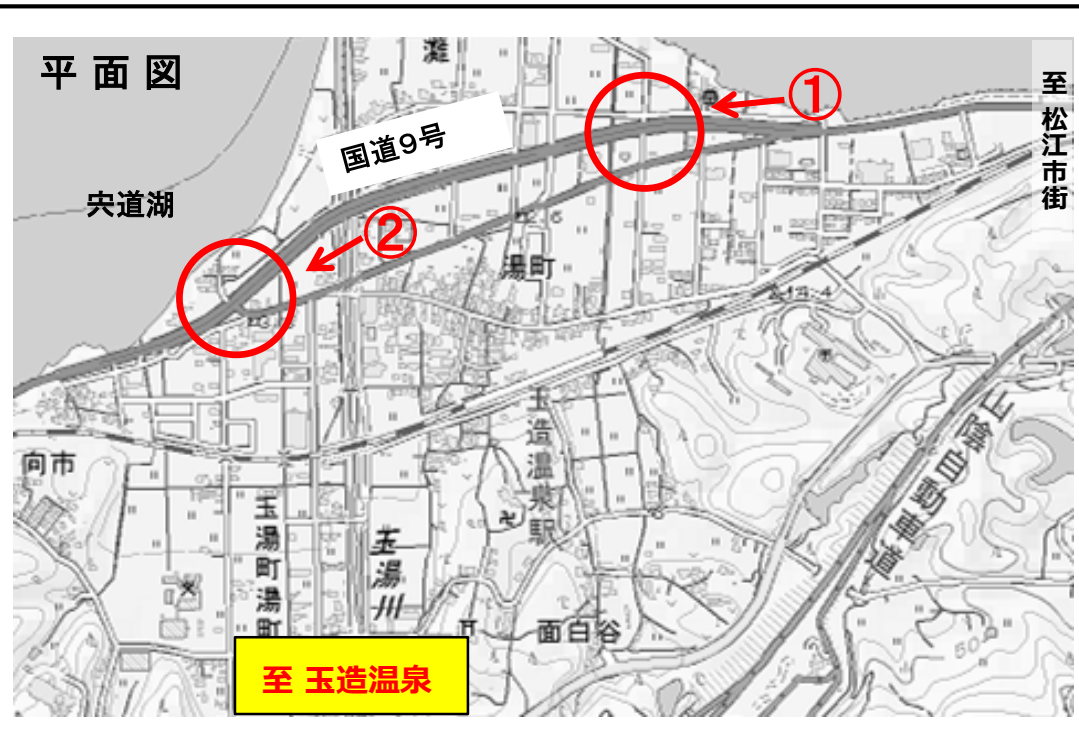 平面図
灘
①
至 松江市街
国道9号
宍道湖
②
湯町
玉造温泉駅
山陰自動車道
向市
玉湯町湯町
玉湯川
面白谷
至 玉造温泉